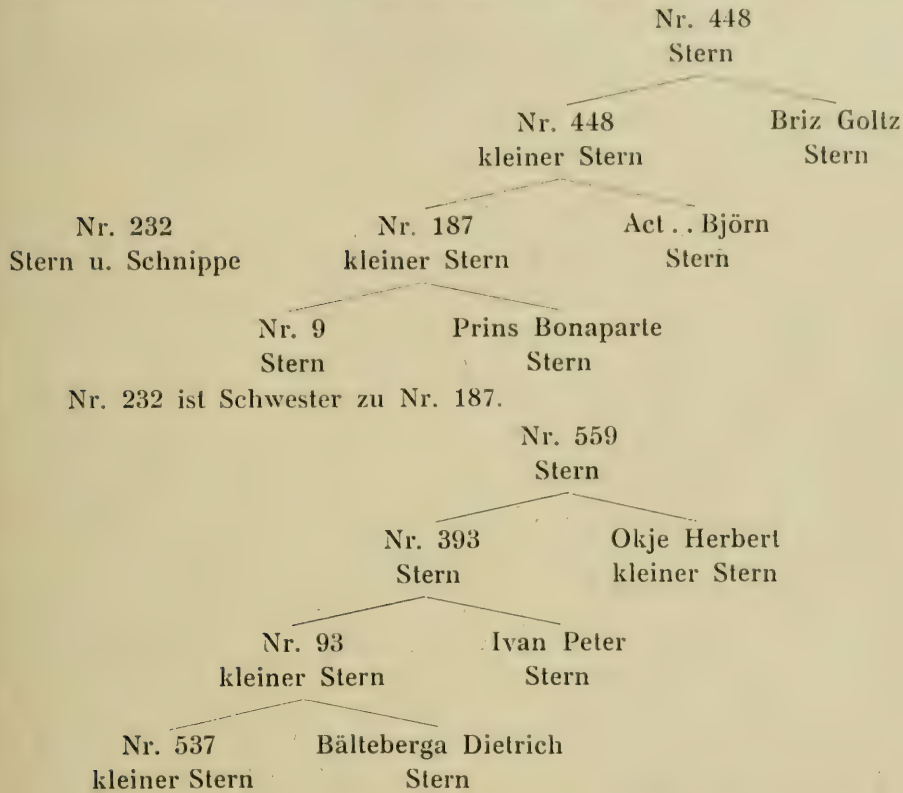 Nr. 448
Stern
Nr. 448 Briz Goltz
kleiner Stern Stern
Nr. 232 Nr. 187 Act . . Björn
Stern u. Schnippe kleiner Stern Stern
Nr. 9 Prins Bonaparte
Stern Stern
Nr. 232 ist Schwester zu Nr. 187.
Nr. 559
Stern
Nr. 393 Okje Herbert
Stern kleiner Stern
Nr. 93 Ivan Peter
kleiner Stern Stern
Nr. 537 Bälteberga Dietrich
kleiner Stern Stern